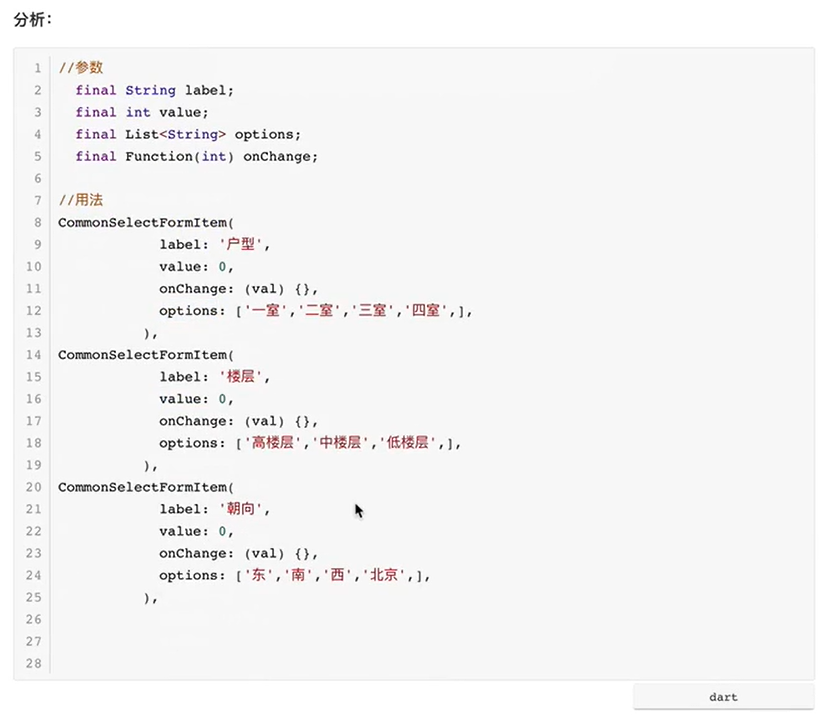 分析:
1 //参数
2   final String label;
3   final int value;
4   final List<String> options;
5   final Function(int) onChange;
6
7 //用法
8 CommonSelectFormItem(
9             label: '户型',
10             value: 0,
11             onChange: (val) {},
12             options: ['一室','二室','三室','四室',],
13           ),
14 CommonSelectFormItem(
15             label: '楼层',
16             value: 0,
17             onChange: (val) {},
18             options: ['高楼层','中楼层','低楼层',],
19           ),
20 CommonSelectFormItem(
21             label: '朝向',
22             value: 0,
23             onChange: (val) {},
24             options: ['东','南','西','北京',],
25           ),
26
27
28
dart